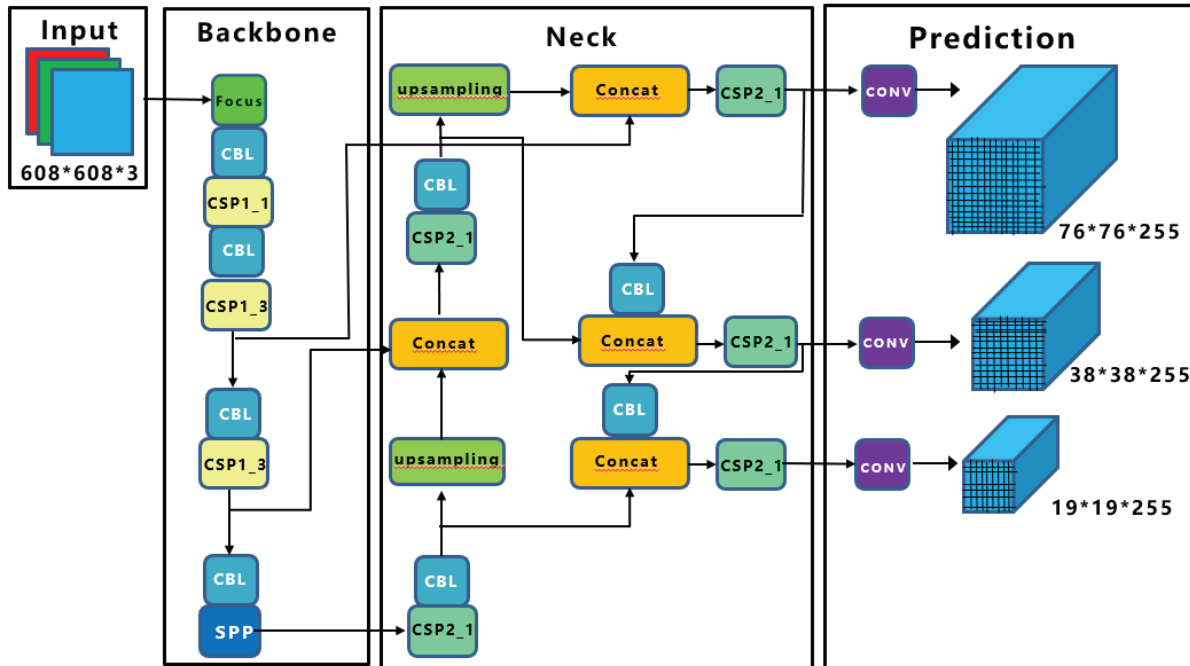 Input
608*608*3
Backbone
Focus
CBL
CSP1_1
CBL
CSP1_3
CBL
CSP1_3
CBL
SPP
Neck
upsampling
Concat
CSP2_1
CBL
CSP2_1
CBL
Concat
Concat
CSP2_1
CBL
upsampling
Concat
CSP2_1
CBL
CSP2_1
Prediction
CONV
76*76*255
CONV
38*38*255
CONV
19*19*255